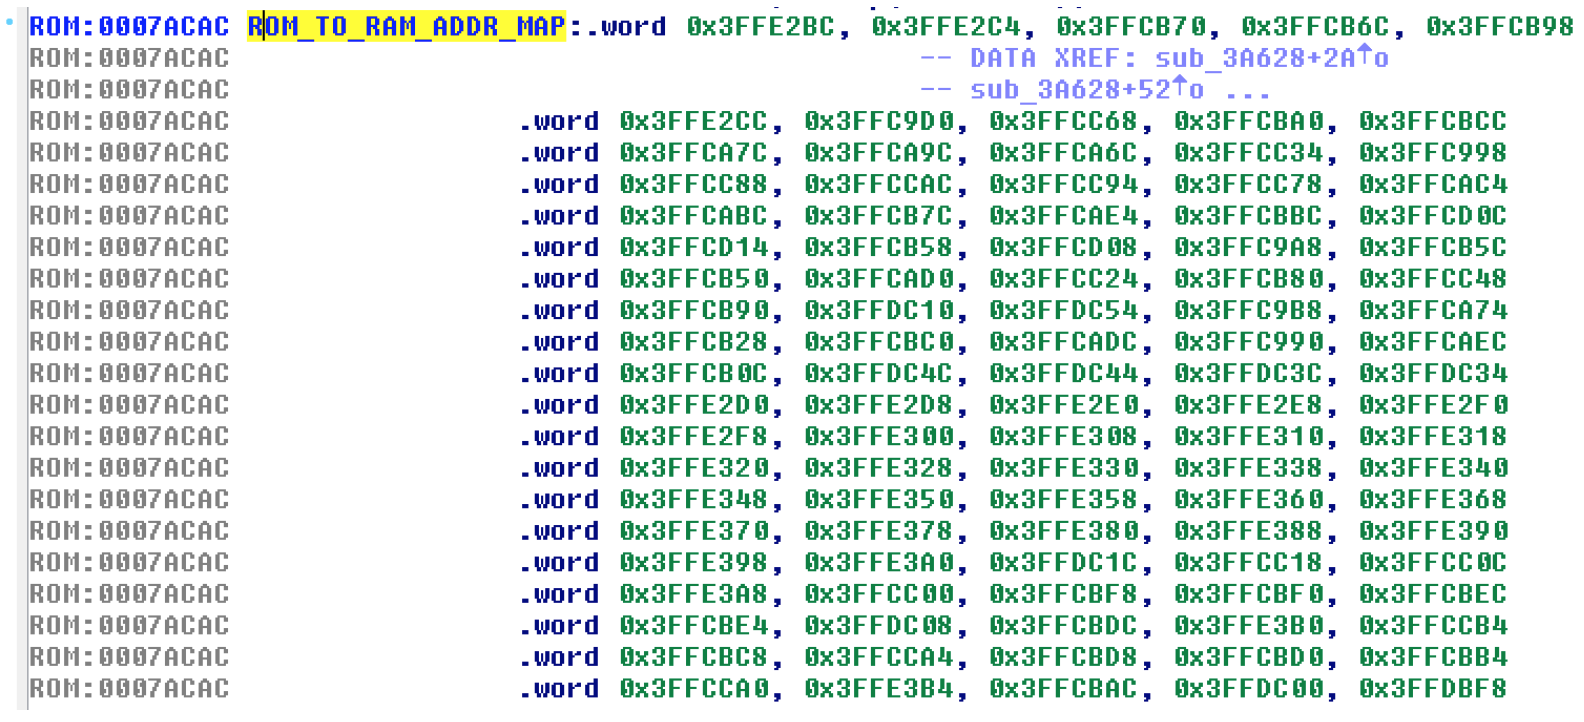 ROM:0007ACAC ROM_TO_RAM_ADDR_MAP:.word 0x3FFE2BC, 0x3FFE2C4, 0x3FFCB70, 0x3FFCB6C, 0x3FFCB98
ROM:0007ACAC -- DATA XREF: sub_3A628+2A↑o
ROM:0007ACAC -- sub_3A628+52↑o ...
ROM:0007ACAC .word 0x3FFE2CC, 0x3FFC9D0, 0x3FFCC68, 0x3FFCBA0, 0x3FFCBCC
ROM:0007ACAC .word 0x3FFCA7C, 0x3FFCA9C, 0x3FFCA6C, 0x3FFCC34, 0x3FFC998
ROM:0007ACAC .word 0x3FFCC88, 0x3FFCCAC, 0x3FFCC94, 0x3FFCC78, 0x3FFCAC4
ROM:0007ACAC .word 0x3FFCABC, 0x3FFCB7C, 0x3FFCAE4, 0x3FFCBBC, 0x3FFCD0C
ROM:0007ACAC .word 0x3FFCD14, 0x3FFCB58, 0x3FFCD08, 0x3FFC9A8, 0x3FFCB5C
ROM:0007ACAC .word 0x3FFCB50, 0x3FFCAD0, 0x3FFCC24, 0x3FFCB80, 0x3FFCC48
ROM:0007ACAC .word 0x3FFCB90, 0x3FFDC10, 0x3FFDC54, 0x3FFC9B8, 0x3FFCA74
ROM:0007ACAC .word 0x3FFCB28, 0x3FFCBC0, 0x3FFCADC, 0x3FFC990, 0x3FFCAEC
ROM:0007ACAC .word 0x3FFCB0C, 0x3FFDC4C, 0x3FFDC44, 0x3FFDC3C, 0x3FFDC34
ROM:0007ACAC .word 0x3FFE2D0, 0x3FFE2D8, 0x3FFE2E0, 0x3FFE2E8, 0x3FFE2F0
ROM:0007ACAC .word 0x3FFE2F8, 0x3FFE300, 0x3FFE308, 0x3FFE310, 0x3FFE318
ROM:0007ACAC .word 0x3FFE320, 0x3FFE328, 0x3FFE330, 0x3FFE338, 0x3FFE340
ROM:0007ACAC .word 0x3FFE348, 0x3FFE350, 0x3FFE358, 0x3FFE360, 0x3FFE368
ROM:0007ACAC .word 0x3FFE370, 0x3FFE378, 0x3FFE380, 0x3FFE388, 0x3FFE390
ROM:0007ACAC .word 0x3FFE398, 0x3FFE3A0, 0x3FFDC1C, 0x3FFCC18, 0x3FFCC0C
ROM:0007ACAC .word 0x3FFE3A8, 0x3FFCC00, 0x3FFCBF8, 0x3FFCBF0, 0x3FFCBEC
ROM:0007ACAC .word 0x3FFCBE4, 0x3FFDC08, 0x3FFCBDC, 0x3FFE3B0, 0x3FFCCB4
ROM:0007ACAC .word 0x3FFCBC8, 0x3FFCCA4, 0x3FFCBD8, 0x3FFCBD0, 0x3FFCBB4
ROM:0007ACAC .word 0x3FFCCA0, 0x3FFE3B4, 0x3FFCBAC, 0x3FFDC00, 0x3FFDBF8